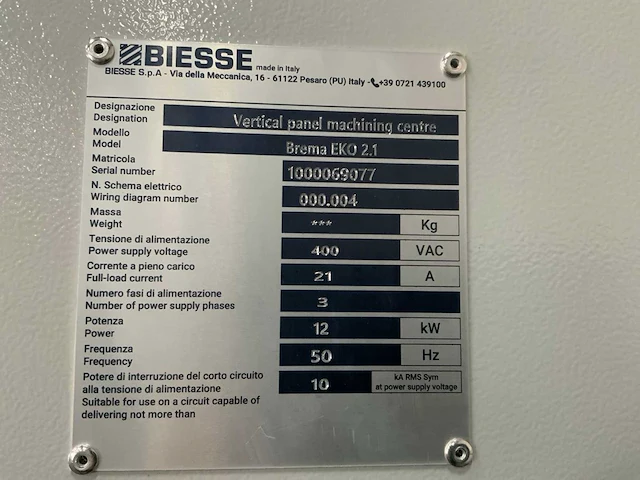 BIESSE made in Italy
BIESSE S.p.A - Via della Meccanica, 16 - 61122 Pesaro (PU) Italy - +39 0721 439100
Designazione
Designation Vertical panel machining centre
Modello
Model Brema EKO 2.1
Matricola
Serial number 1000069077
N. Schema elettrico
Wiring diagram number 000.004
Massa
Weight *** Kg
Tensione di alimentazione
Power supply voltage 400 VAC
Corrente a pieno carico
Full-load current 21 A
Numero fasi di alimentazione
Number of power supply phases 3
Potenza
Power 12 kW
Frequenza
Frequency 50 Hz
Potere di interruzione del corto circuito
alla tensione di alimentazione 10 kA RMS Sym
at power supply voltage
Suitable for use on a circuit capable of
delivering not more than